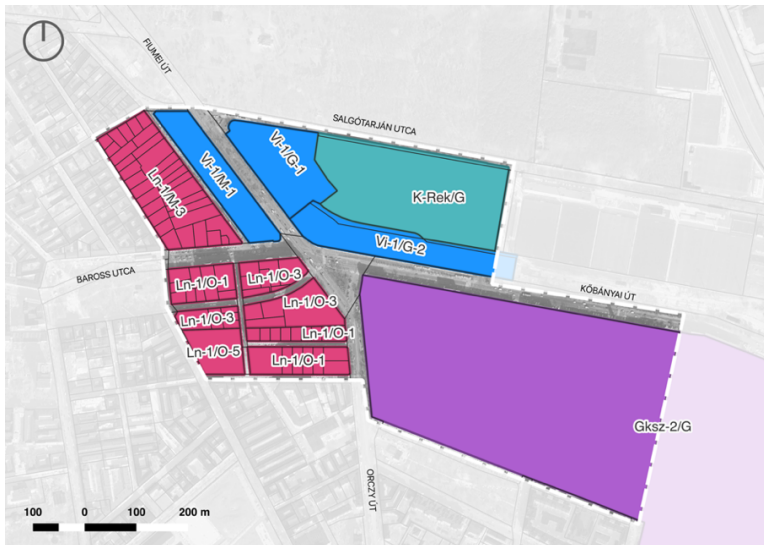 FIUMEI ÚT
SALGÓTARJÁN UTCA
Vi-1/G-1
Vi-1/M-1
Ln-1/M-3
K-Rek/G
Vi-1/G-2
BAROSS UTCA
Ln-1/O-1
Ln-1/O-3
KŐBÁNYAI ÚT
Ln-1/O-3
Ln-1/O-3
Ln-1/O-1
Ln-1/O-5
Ln-1/O-1
Gksz-2/G
ORCZY ÚT
100 0 100 200 m